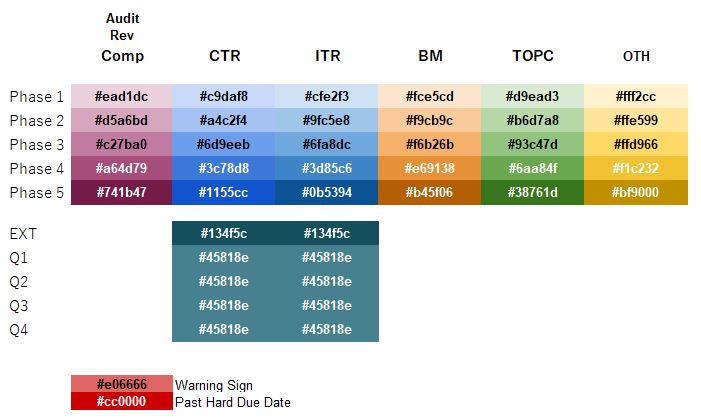 Audit
Rev
Comp CTR ITR BM TOPC OTH
Phase 1 #ead1dc #c9daf8 #cfe2f3 #fce5cd #d9ead3 #fff2cc
Phase 2 #d5a6bd #a4c2f4 #9fc5e8 #f9cb9c #b6d7a8 #ffe599
Phase 3 #c27ba0 #6d9eeb #6fa8dc #f6b26b #93c47d #ffd966
Phase 4 #a64d79 #3c78d8 #3d85c6 #e69138 #6aa84f #f1c232
Phase 5 #741b47 #1155cc #0b5394 #b45f06 #38761d #bf9000
EXT #134f5c #134f5c
Q1 #45818e #45818e
Q2 #45818e #45818e
Q3 #45818e #45818e
Q4 #45818e #45818e
#e06666 Warning Sign
#cc0000 Past Hard Due Date